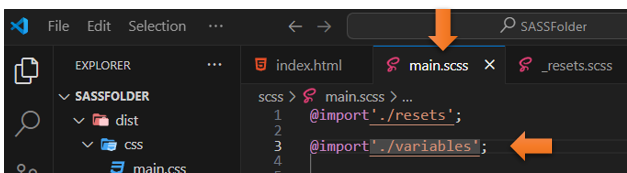 File Edit Selection ... SASSFolder
EXPLORER ... index.html main.scss × _resets.scss
SASSFOLDER
scss > main.scss > ...
dist
1 @import'./resets';
css
2
main.css
3 @import'./variables';
4